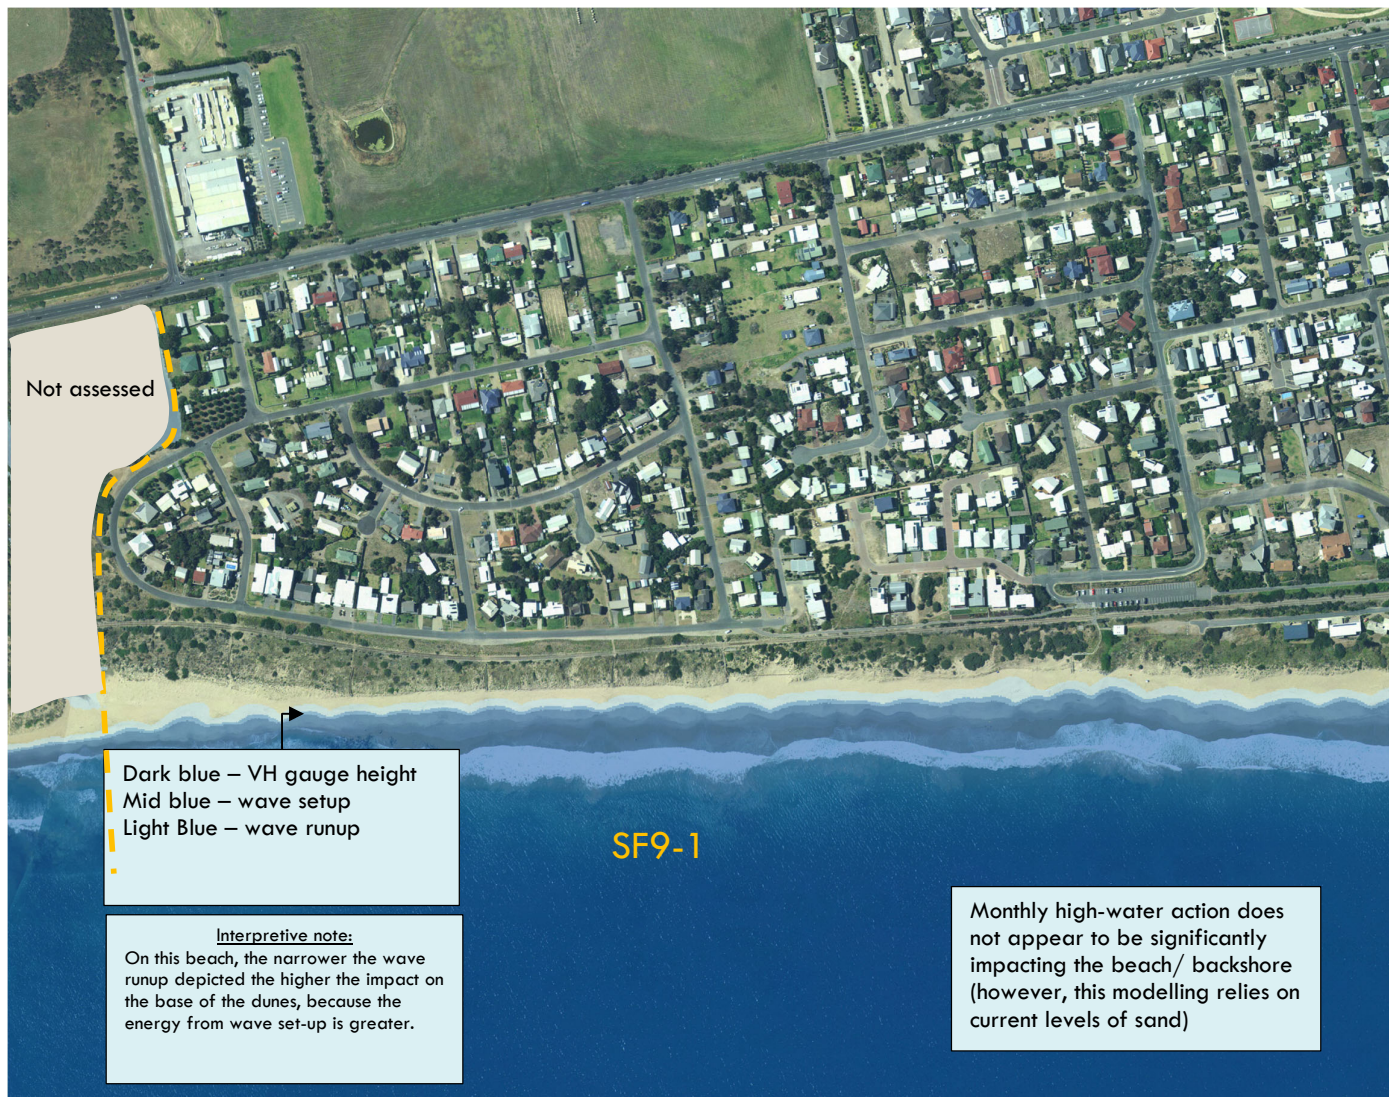 Not assessed
Dark blue – VH gauge height
Mid blue – wave setup
Light Blue – wave runup
SF9-1
Interpretive note:
On this beach, the narrower the wave
runup depicted the higher the impact on
the base of the dunes, because the
energy from wave set-up is greater.
Monthly high-water action does
not appear to be significantly
impacting the beach/ backshore
(however, this modelling relies on
current levels of sand)